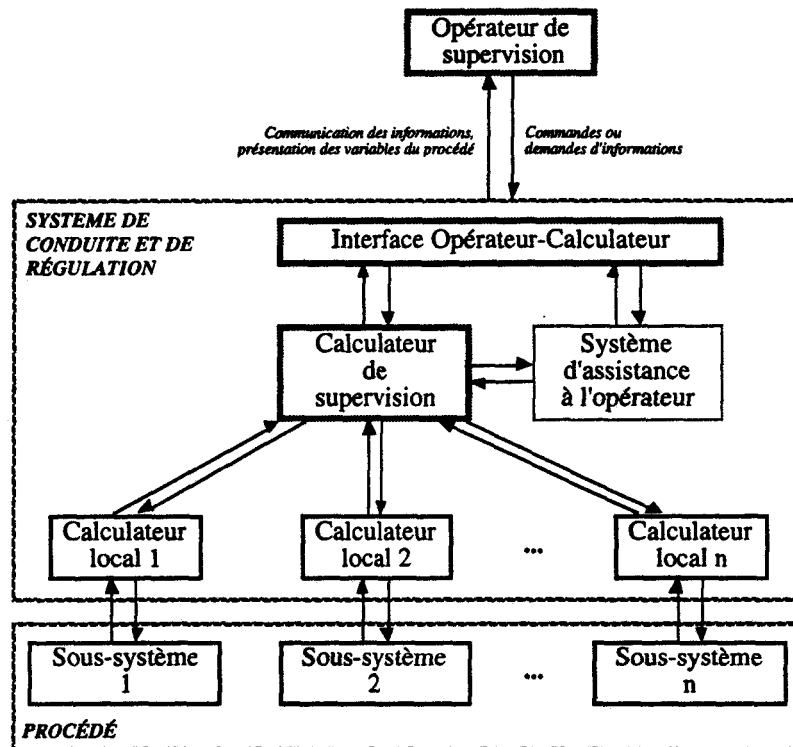 Opérateur de
supervision
Communication des informations,
présentation des variables du procédé
Commandes ou
demandes d'informations
SYSTEME DE
CONDUITE ET DE
RÉGULATION
Interface Opérateur-Calculateur
Calculateur
de
supervision
Système
d'assistance
à l'opérateur
Calculateur
local 1
Calculateur
local 2
...
Calculateur
local n
Sous-système
1
Sous-système
2
...
Sous-système
n
PROCÉDÉ